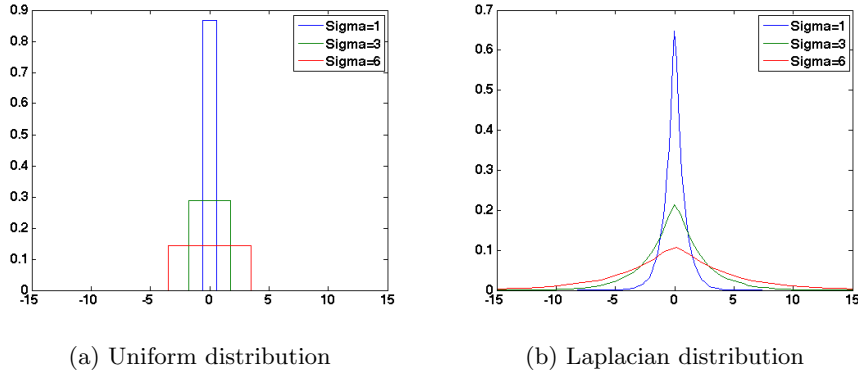 0.9
0.8
0.7
0.6
0.5
0.4
0.3
0.2
0.1
0
-15 -10 -5 0 5 10 15
Sigma=1
Sigma=3
Sigma=6
(a) Uniform distribution
0.7
0.6
0.5
0.4
0.3
0.2
0.1
0
-15 -10 -5 0 5 10 15
Sigma=1
Sigma=3
Sigma=6
(b) Laplacian distribution